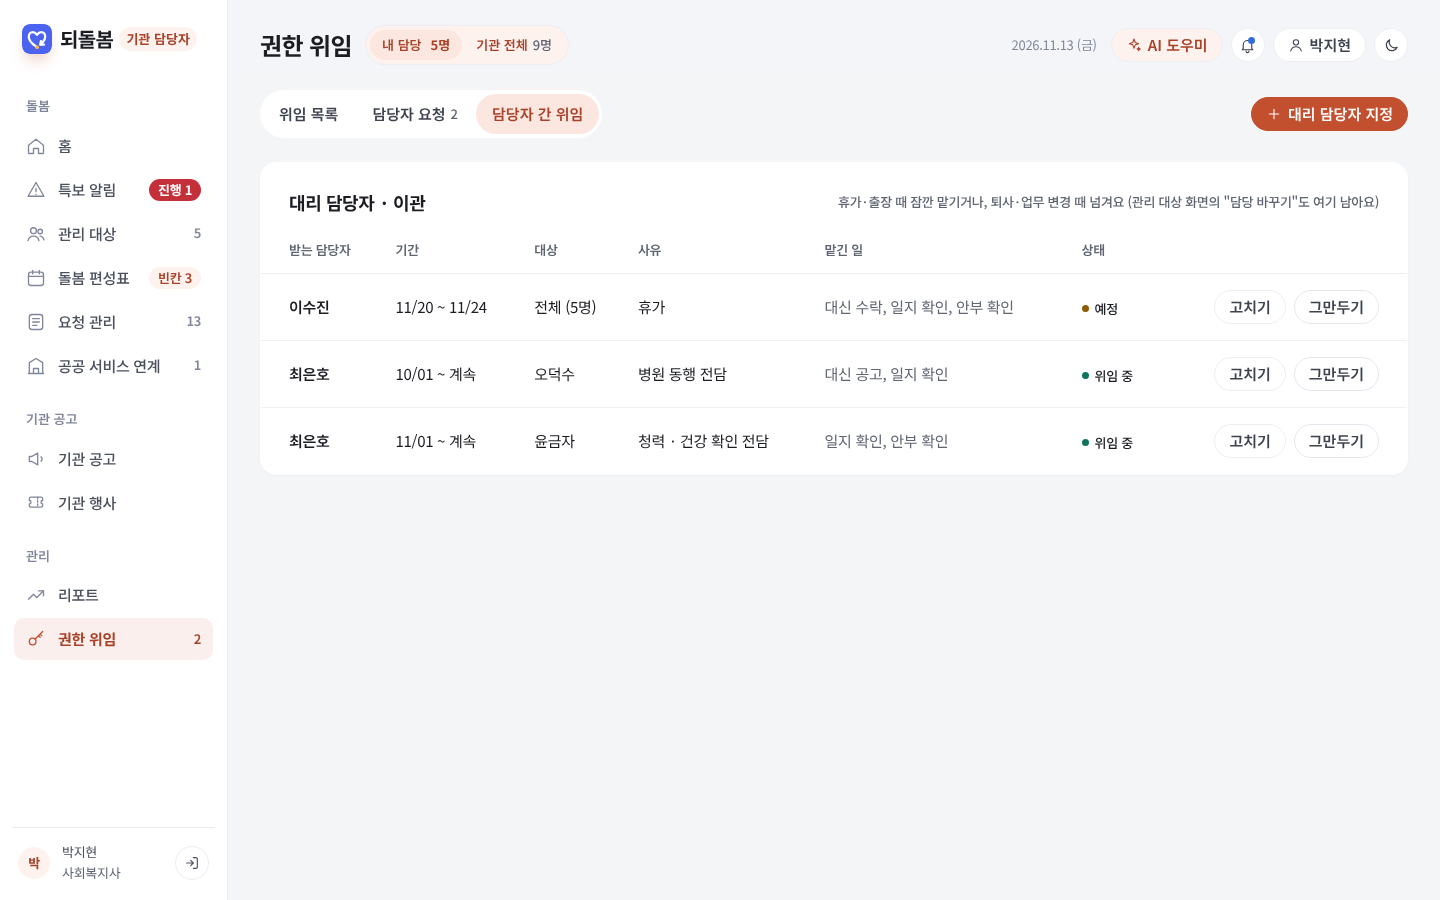 되돌봄 기관 담당자
돌봄
홈
특보 알림 진행 1
관리 대상 5
돌봄 편성표 빈칸 3
요청 관리 13
공공 서비스 연계 1
기관 공고
기관 공고
기관 행사
관리
리포트
권한 위임 2
박 박지현
사회복지사
권한 위임 내 담당 5명 기관 전체 9명
2026.11.13 (금) AI 도우미 박지현
위임 목록 담당자 요청 2 담당자 간 위임
+ 대리 담당자 지정
대리 담당자 · 이관
휴가·출장 때 잠깐 맡기거나, 퇴사·업무 변경 때 넘겨요 (관리 대상 화면의 "담당 바꾸기"도 여기 남아요)
받는 담당자 기간 대상 사유 맡긴 일 상태
이수진 11/20 ~ 11/24 전체 (5명) 휴가 대신 수락, 일지 확인, 안부 확인 예정 고치기 그만두기
최은호 10/01 ~ 계속 오덕수 병원 동행 전담 대신 공고, 일지 확인 위임 중 고치기 그만두기
최은호 11/01 ~ 계속 윤금자 청력 · 건강 확인 전담 일지 확인, 안부 확인 위임 중 고치기 그만두기